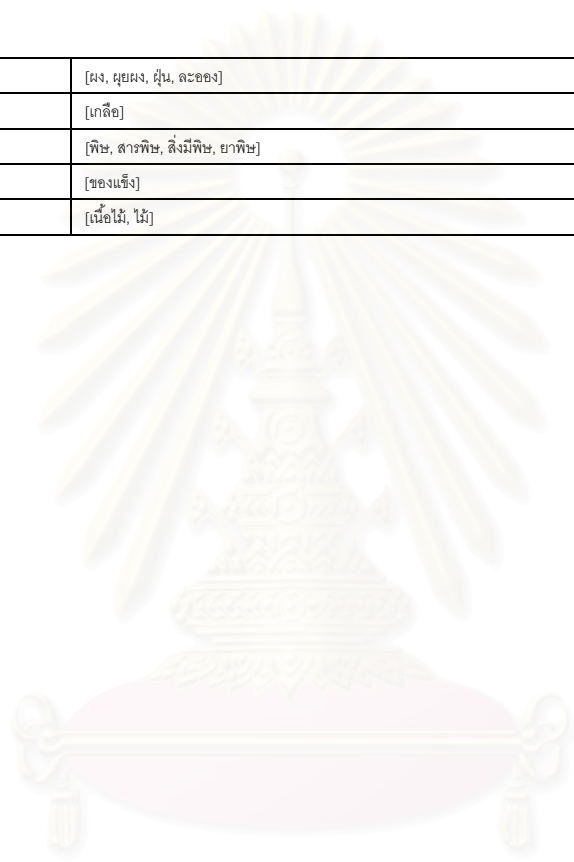 [ผง, ผุยผง, ฝุ่น, ละออง]
[เกลือ]
[พิษ, สารพิษ, สิ่งมีพิษ, ยาพิษ]
[ของแข็ง]
[เนื้อไม้, ไม้]